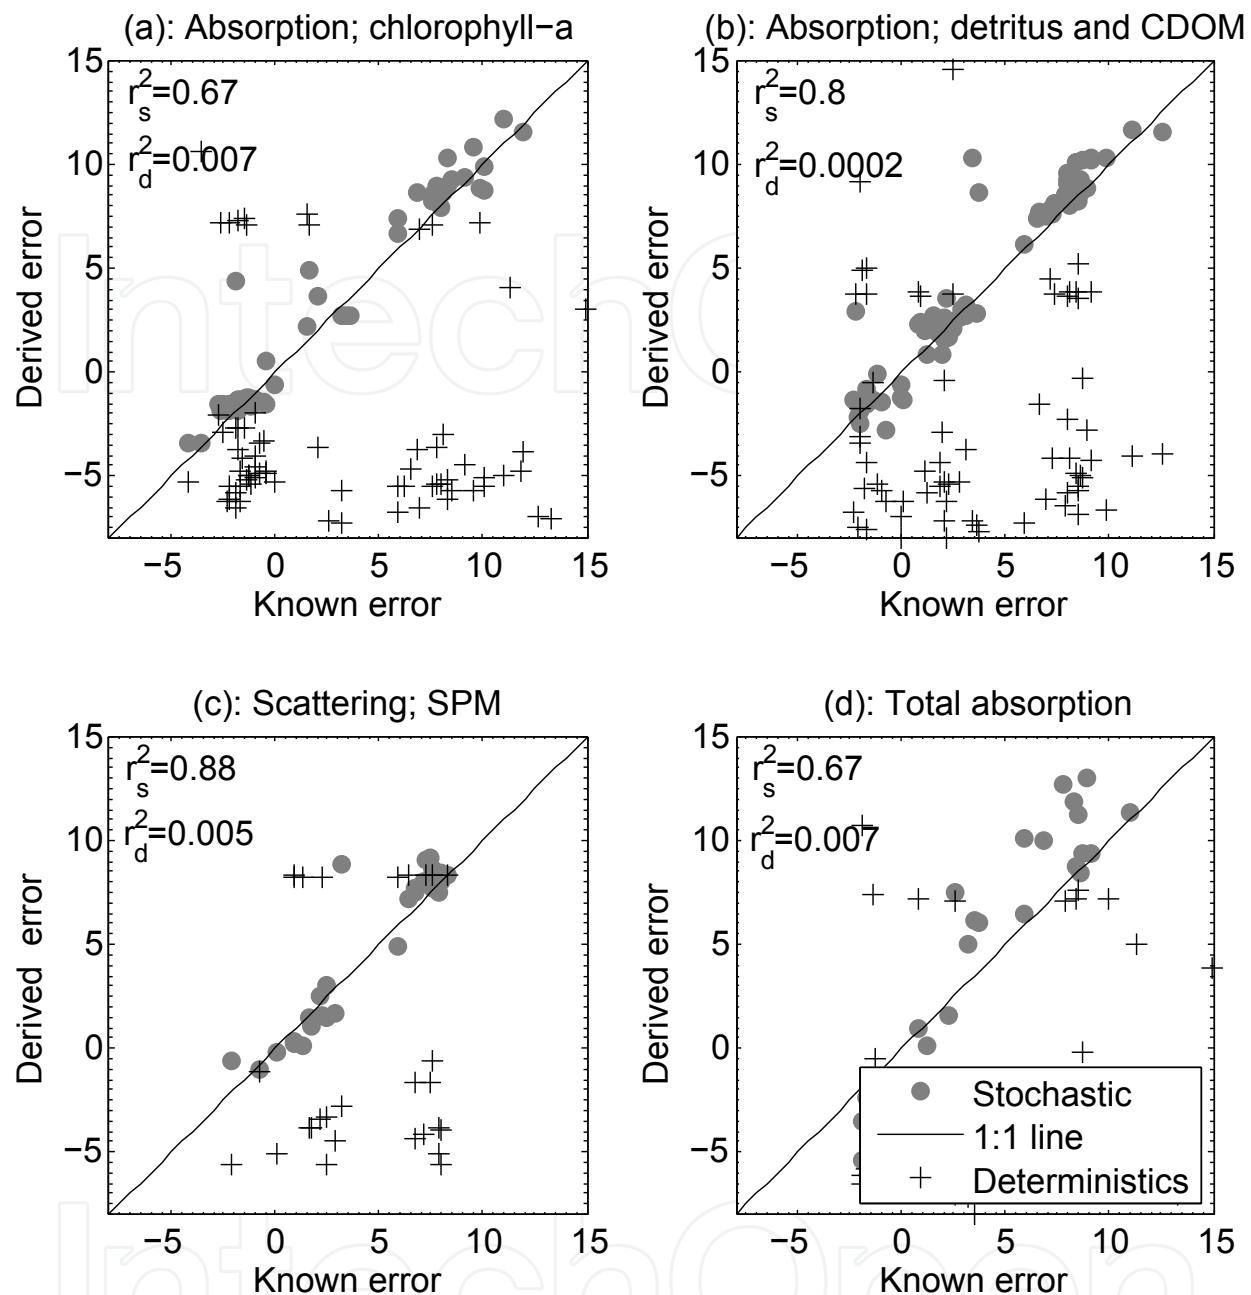 (a): Absorption; chlorophyll−a
(b): Absorption; detritus and CDOM
15
10
5
0
−5
Derived error
r²s=0.67
r²d=0.007
−5 0 5 10 15
Known error
15
10
5
0
−5
Derived error
r²s=0.8
r²d=0.0002
−5 0 5 10 15
Known error
(c): Scattering; SPM
(d): Total absorption
15
10
5
0
−5
Derived error
r²s=0.88
r²d=0.005
−5 0 5 10 15
Known error
15
10
5
0
−5
Derived error
r²s=0.67
r²d=0.007
Stochastic
1:1 line
Deterministics
−5 0 5 10 15
Known error
IntechOpen
IntechOpen